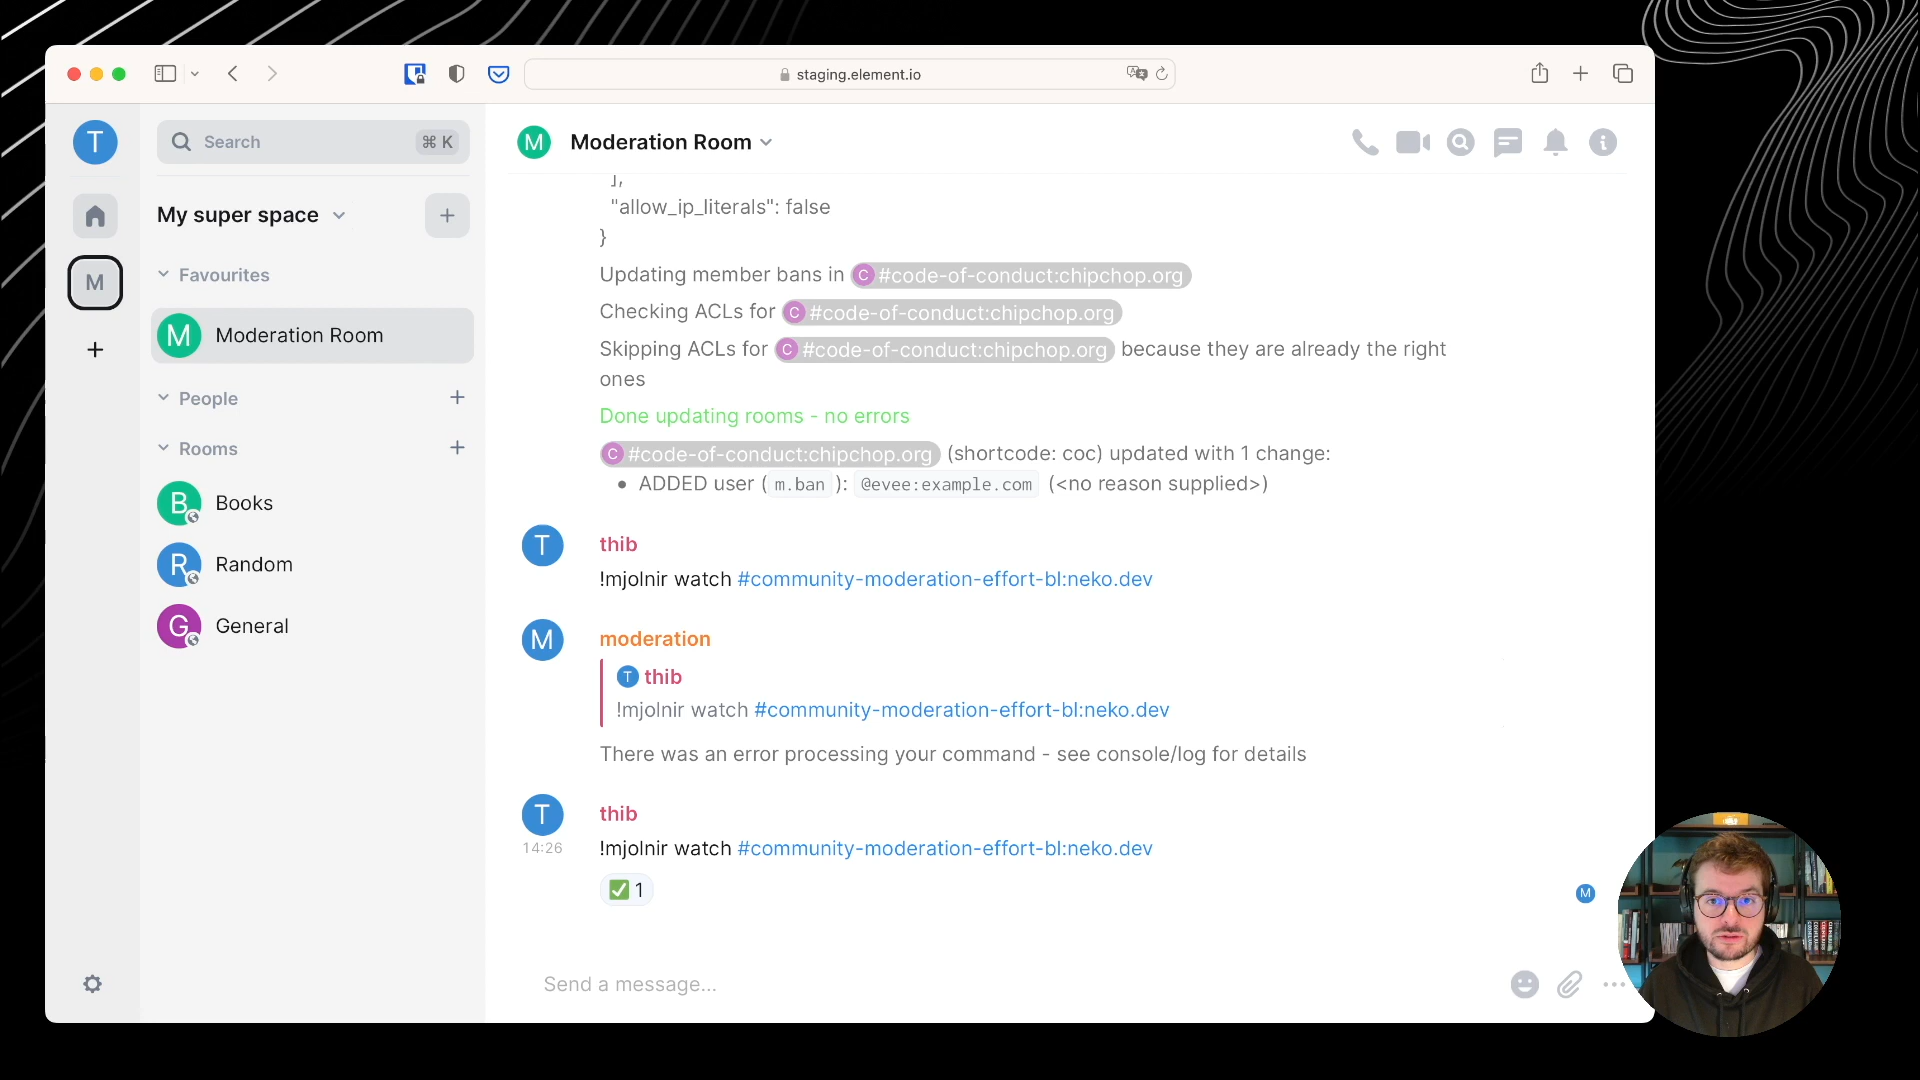 staging.element.io
T
Search
⌘ K
M
Moderation Room
My super space
],
"allow_ip_literals": false
}
Favourites
M
Updating member bans in C #code-of-conduct:chipchop.org
Checking ACLs for C #code-of-conduct:chipchop.org
M
Moderation Room
Skipping ACLs for C #code-of-conduct:chipchop.org because they are already the right
ones
People
Done updating rooms - no errors
Rooms
C #code-of-conduct:chipchop.org (shortcode: coc) updated with 1 change:
• ADDED user ( m.ban ): @evee:example.com (<no reason supplied>)
B
Books
R
Random
G
General
T
thib
!mjolnir watch #community-moderation-effort-bl:neko.dev
M
moderation
T thib
!mjolnir watch #community-moderation-effort-bl:neko.dev
There was an error processing your command - see console/log for details
T
thib
14:26
!mjolnir watch #community-moderation-effort-bl:neko.dev
✅ 1
M
Send a message...